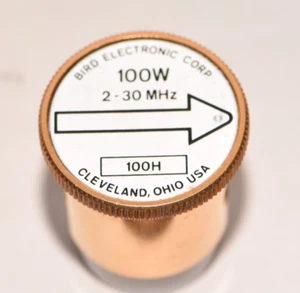 BIRD ELECTRONIC CORP.
100W
2-30 MHz
100H
CLEVELAND, OHIO USA